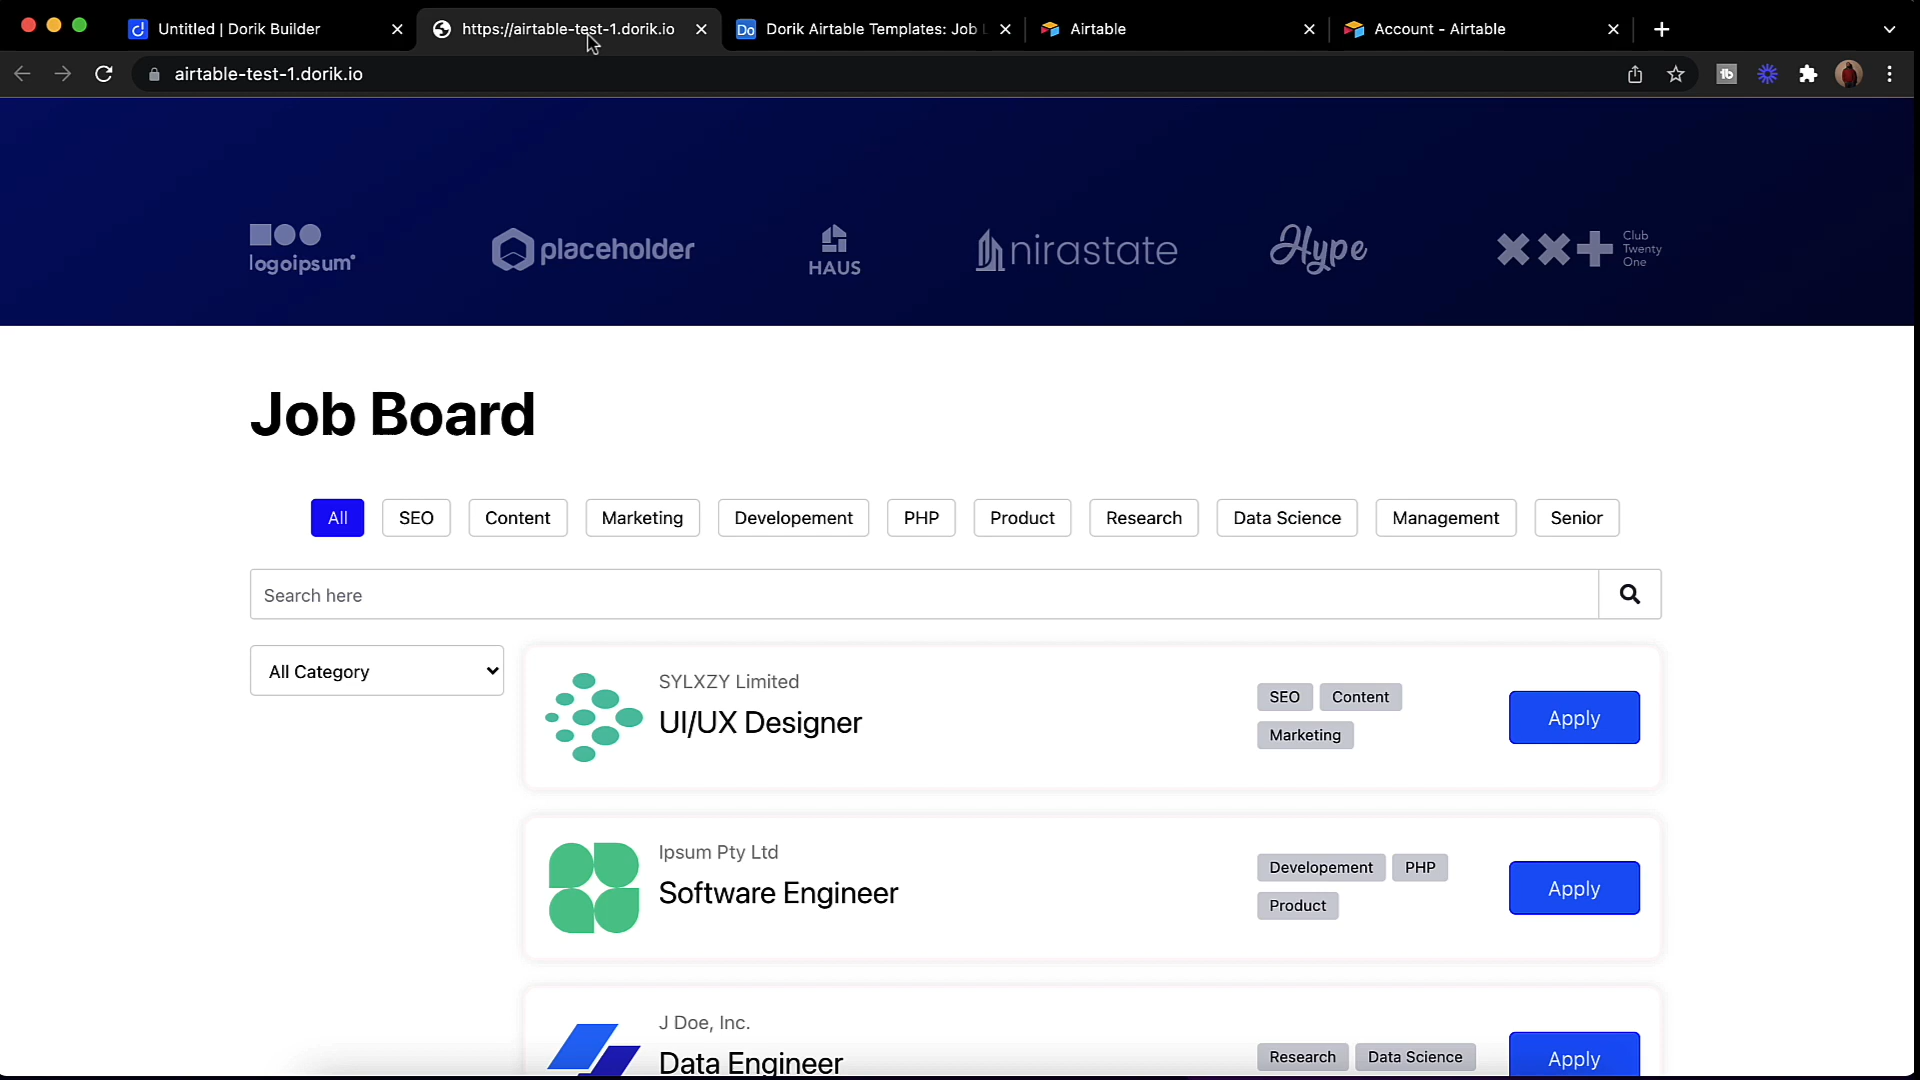 Untitled | Dorik Builder
https://airtable-test-1.dorik.io
Do
Dorik Airtable Templates: Job
Airtable
Account - Airtable
airtable-test-1.dorik.io
logoipsum
placeholder
HAUS
nirastate
Hype
Club
Twenty
One
Job Board
All
SEO
Content
Marketing
Developement
PHP
Product
Research
Data Science
Management
Senior
Search here
All Category
SYLXZY Limited
UI/UX Designer
SEO
Content
Marketing
Apply
Ipsum Pty Ltd
Software Engineer
Developement
PHP
Product
Apply
J Doe, Inc.
Data Engineer
Research
Data Science
Apply